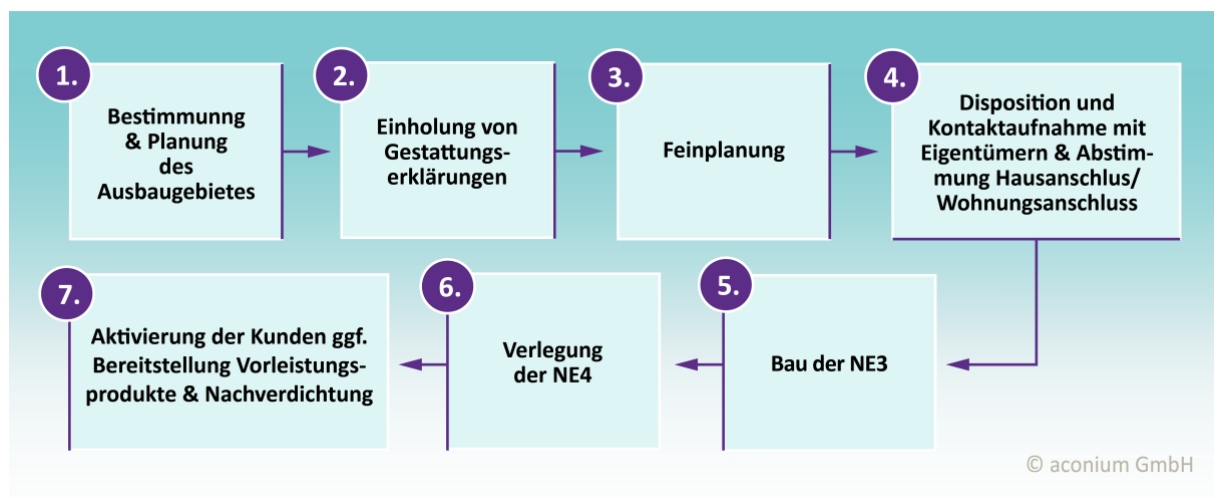 1.
Bestimmunng
& Planung
des
Ausbaugebietes
2.
Einholung von
Gestattungs-
erklärungen
3.
Feinplanung
4.
Disposition und
Kontaktaufnahme mit
Eigentümern & Abstim-
mung Hausanschlus/
Wohnungsanschluss
5.
Bau der NE3
6.
Verlegung
der NE4
7.
Aktivierung der Kunden ggf.
Bereitstellung Vorleistungs-
produkte & Nachverdichtung
© aconium GmbH